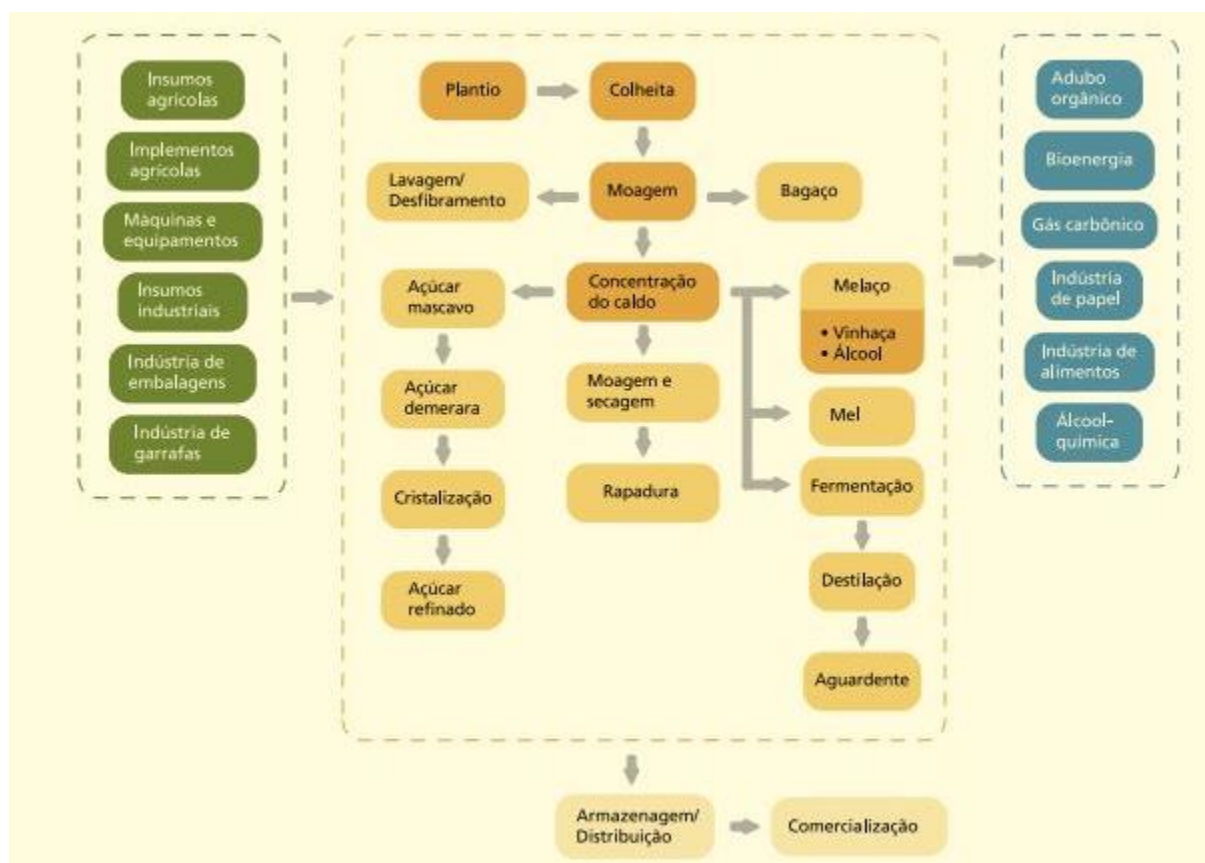 Insumos
agrícolas
Implementos
agrícolas
Máquinas e
equipamentos
Insumos
industriais
Indústria de
embalagens
Indústria de
garrafas
Plantio
Colheita
Lavagem/
Desfibramento
Moagem
Bagaço
Açúcar
mascavo
Concentração
do caldo
Melaço
• Vinhaça
• Álcool
Açúcar
demerara
Moagem e
secagem
Mel
Cristalização
Rapadura
Fermentação
Açúcar
refinado
Destilação
Aguardente
Adubo
orgânico
Bioenergia
Gás carbônico
Indústria
de papel
Indústria de
alimentos
Álcool-
química
Armazenagem/
Distribuição
Comercialização